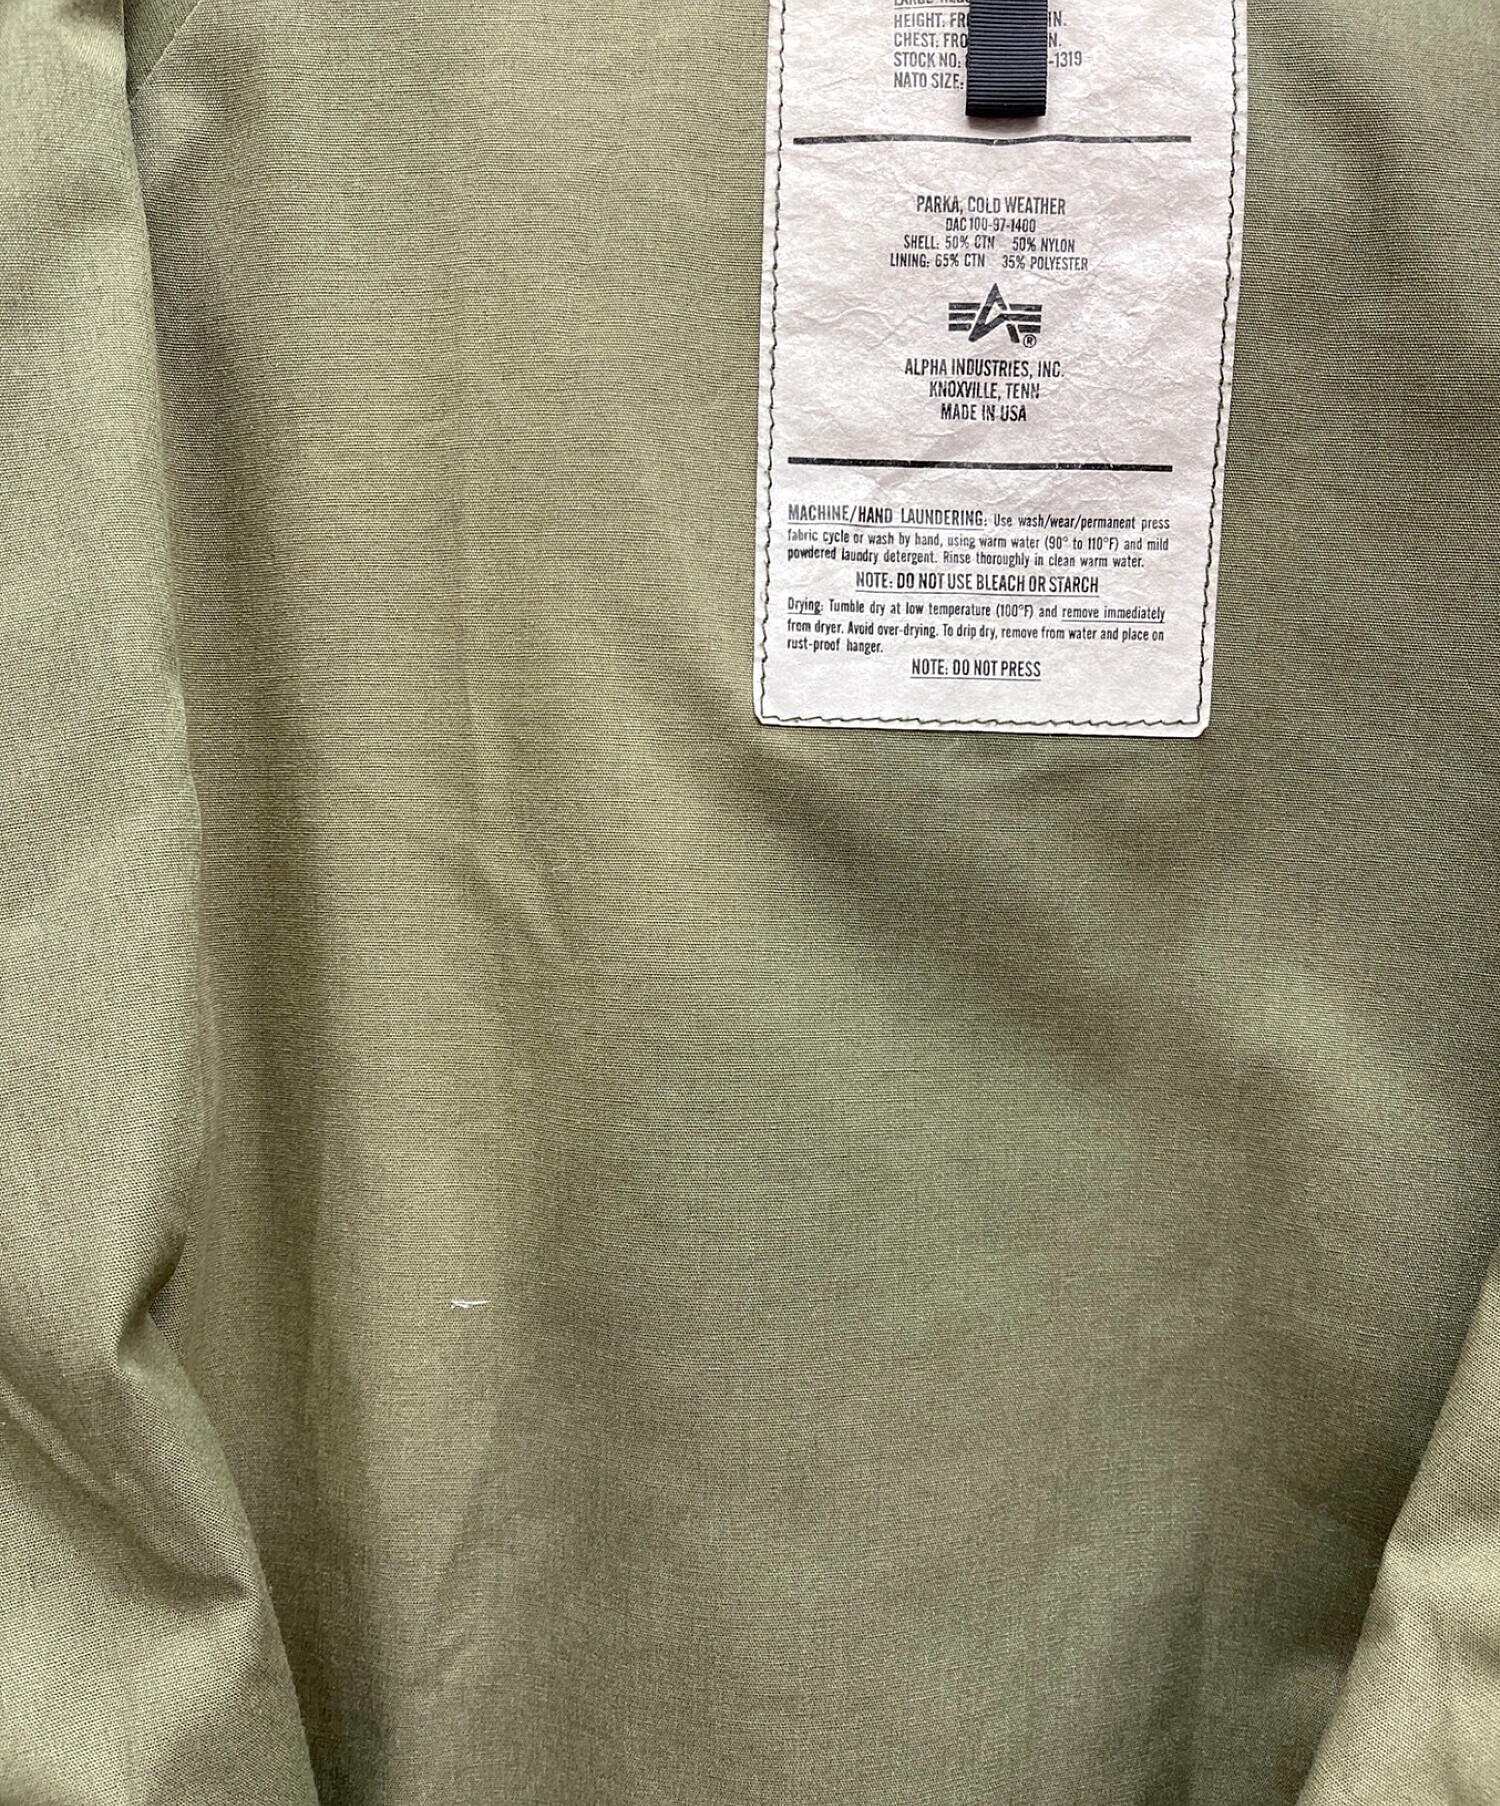 HEIGHT: IN.
CHEST: N.
STOCK NO: -1319
NATO SIZE:
PARKA, COLD WEATHER
DAC100-97-1400
SHELL: 50% CTN 50% NYLON
LINING: 65% CTN 35% POLYESTER
®
ALPHA INDUSTRIES, INC.
KNOXVILLE, TENN
MADE IN USA
MACHINE/HAND LAUNDERING: Use wash/wear/permanent press
fabric cycle or wash by hand, using warm water (90° to 110°F) and mild
powdered laundry detergent. Rinse thoroughly in clean warm water.
NOTE: DO NOT USE BLEACH OR STARCH
Drying: Tumble dry at low temperature (100°F) and remove immediately
from dryer. Avoid over-drying. To drip dry, remove from water and place on
rust-proof hanger.
NOTE: DO NOT PRESS